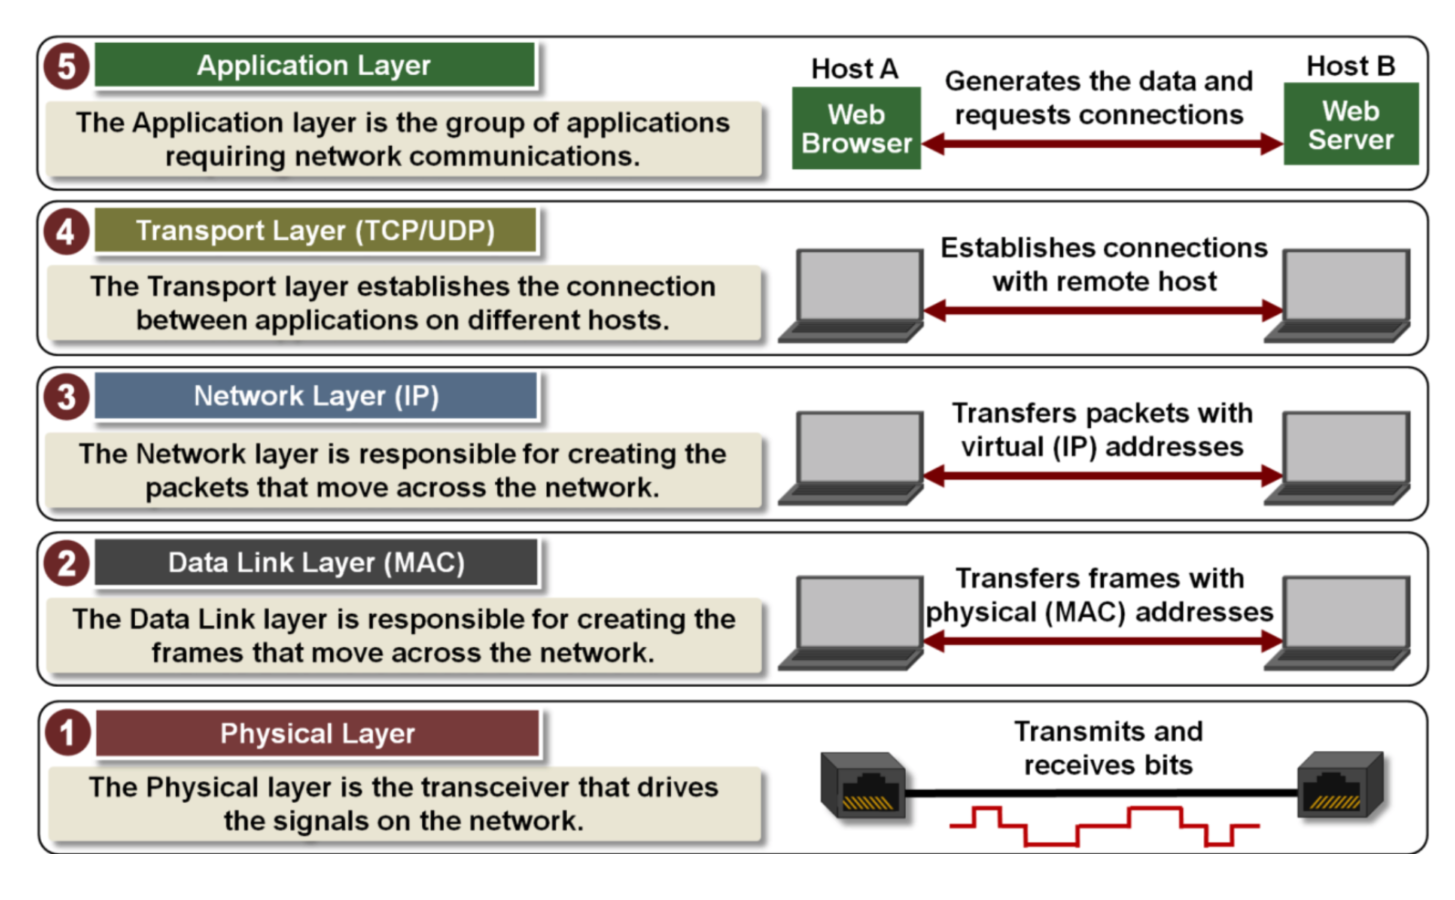 5
Application Layer
The Application layer is the group of applications
requiring network communications.
Host A
Web
Browser
Generates the data and
requests connections
Host B
Web
Server
4
Transport Layer (TCP/UDP)
The Transport layer establishes the connection
between applications on different hosts.
Establishes connections
with remote host
3
Network Layer (IP)
The Network layer is responsible for creating the
packets that move across the network.
Transfers packets with
virtual (IP) addresses
2
Data Link Layer (MAC)
The Data Link layer is responsible for creating the
frames that move across the network.
Transfers frames with
physical (MAC) addresses
1
Physical Layer
The Physical layer is the transceiver that drives
the signals on the network.
Transmits and
receives bits